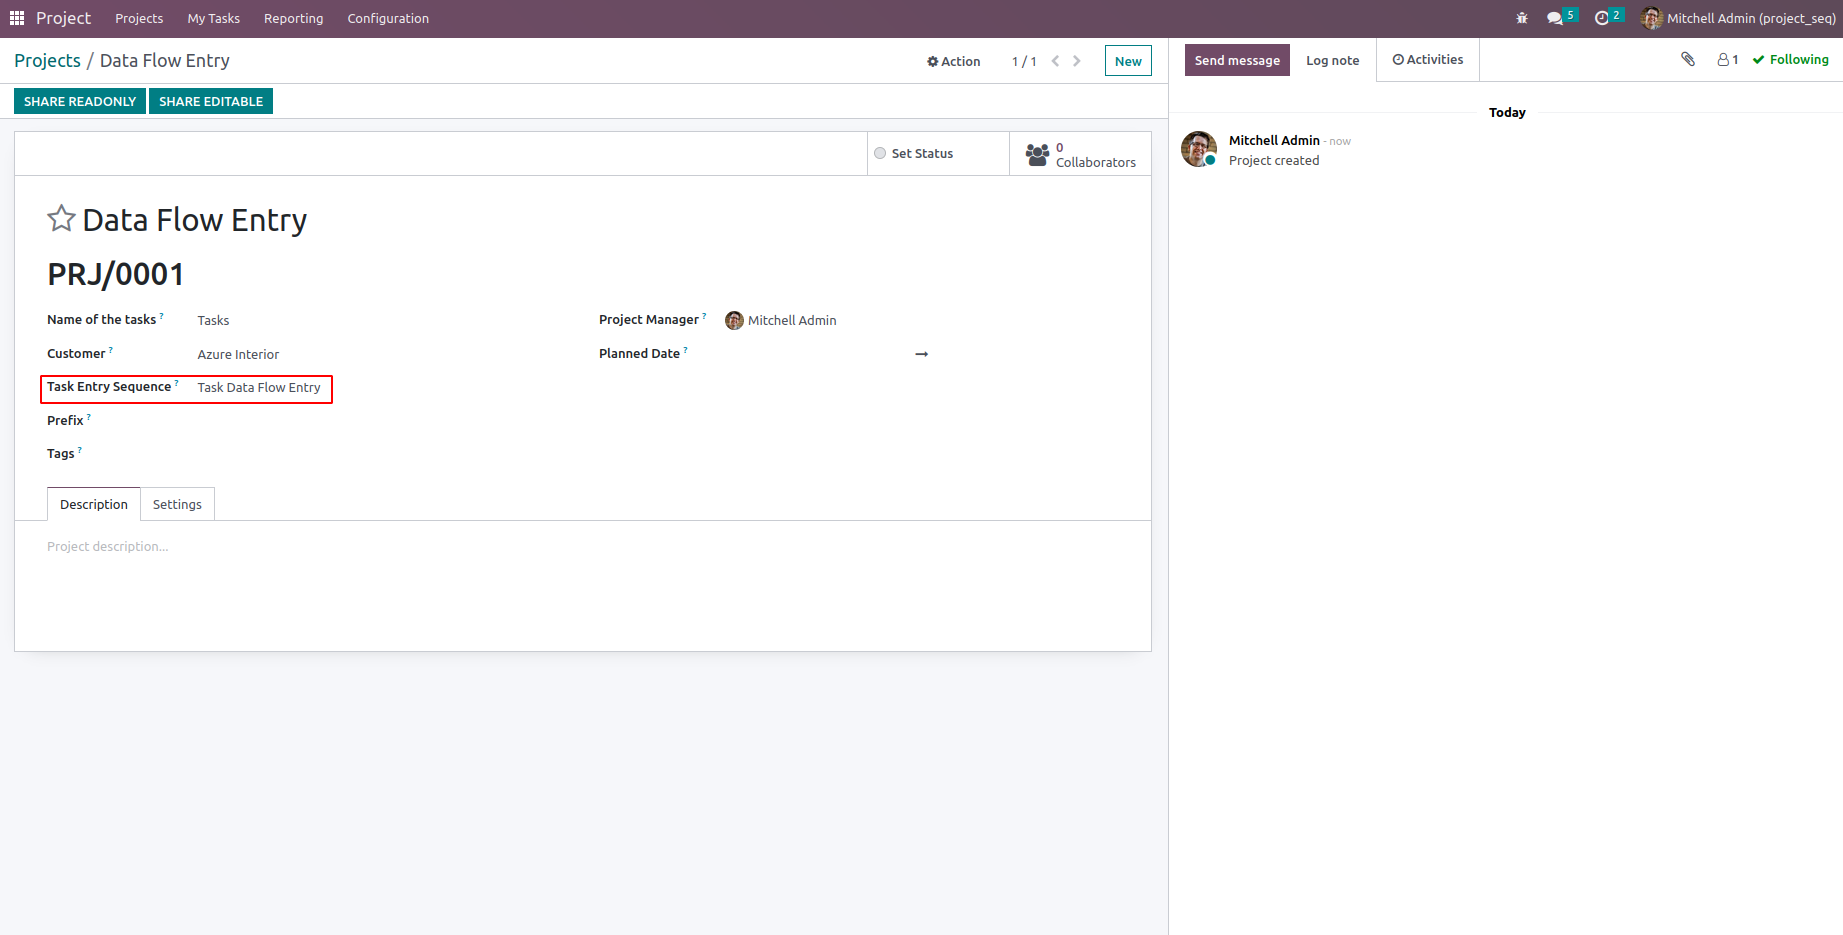 Project Projects My Tasks Reporting Configuration 5 2 Mitchell Admin (project_seq)
Projects / Data Flow Entry Action 1 / 1 New
SHARE READONLY SHARE EDITABLE
Set Status 0 Collaborators
Data Flow Entry
PRJ/0001
Name of the tasks ? Tasks Project Manager ? Mitchell Admin
Customer ? Azure Interior Planned Date ? →
Task Entry Sequence ? Task Data Flow Entry
Prefix ?
Tags ?
Description Settings
Project description...
Send message Log note Activities 1 Following
Today
Mitchell Admin - now
Project created